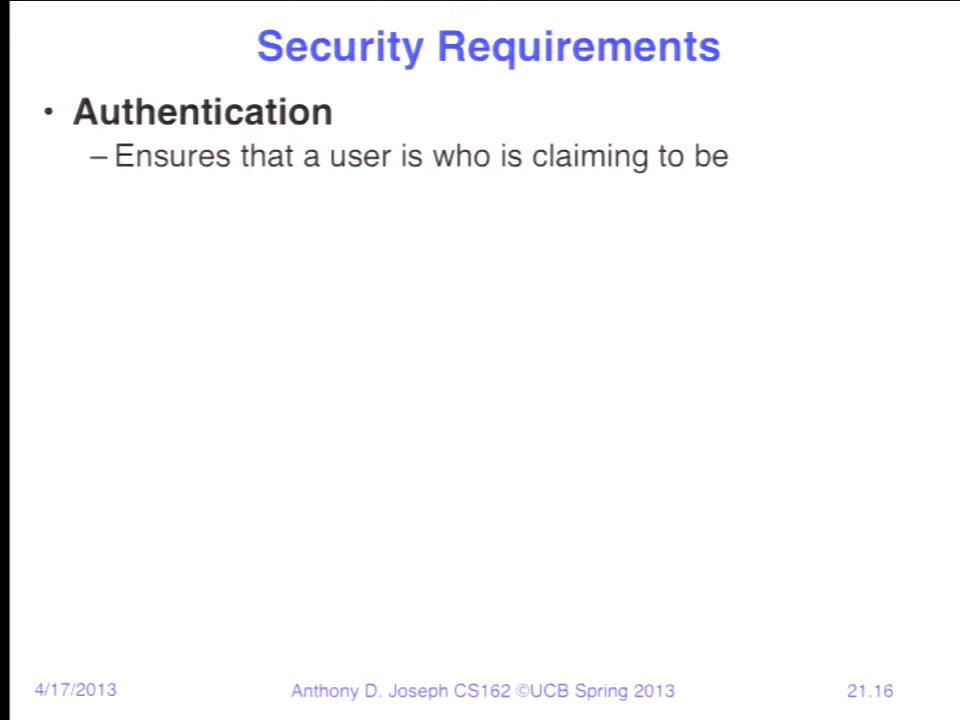 Security Requirements
• Authentication
– Ensures that a user is who is claiming to be
4/17/2013
Anthony D. Joseph CS162 ©UCB Spring 2013
21.16